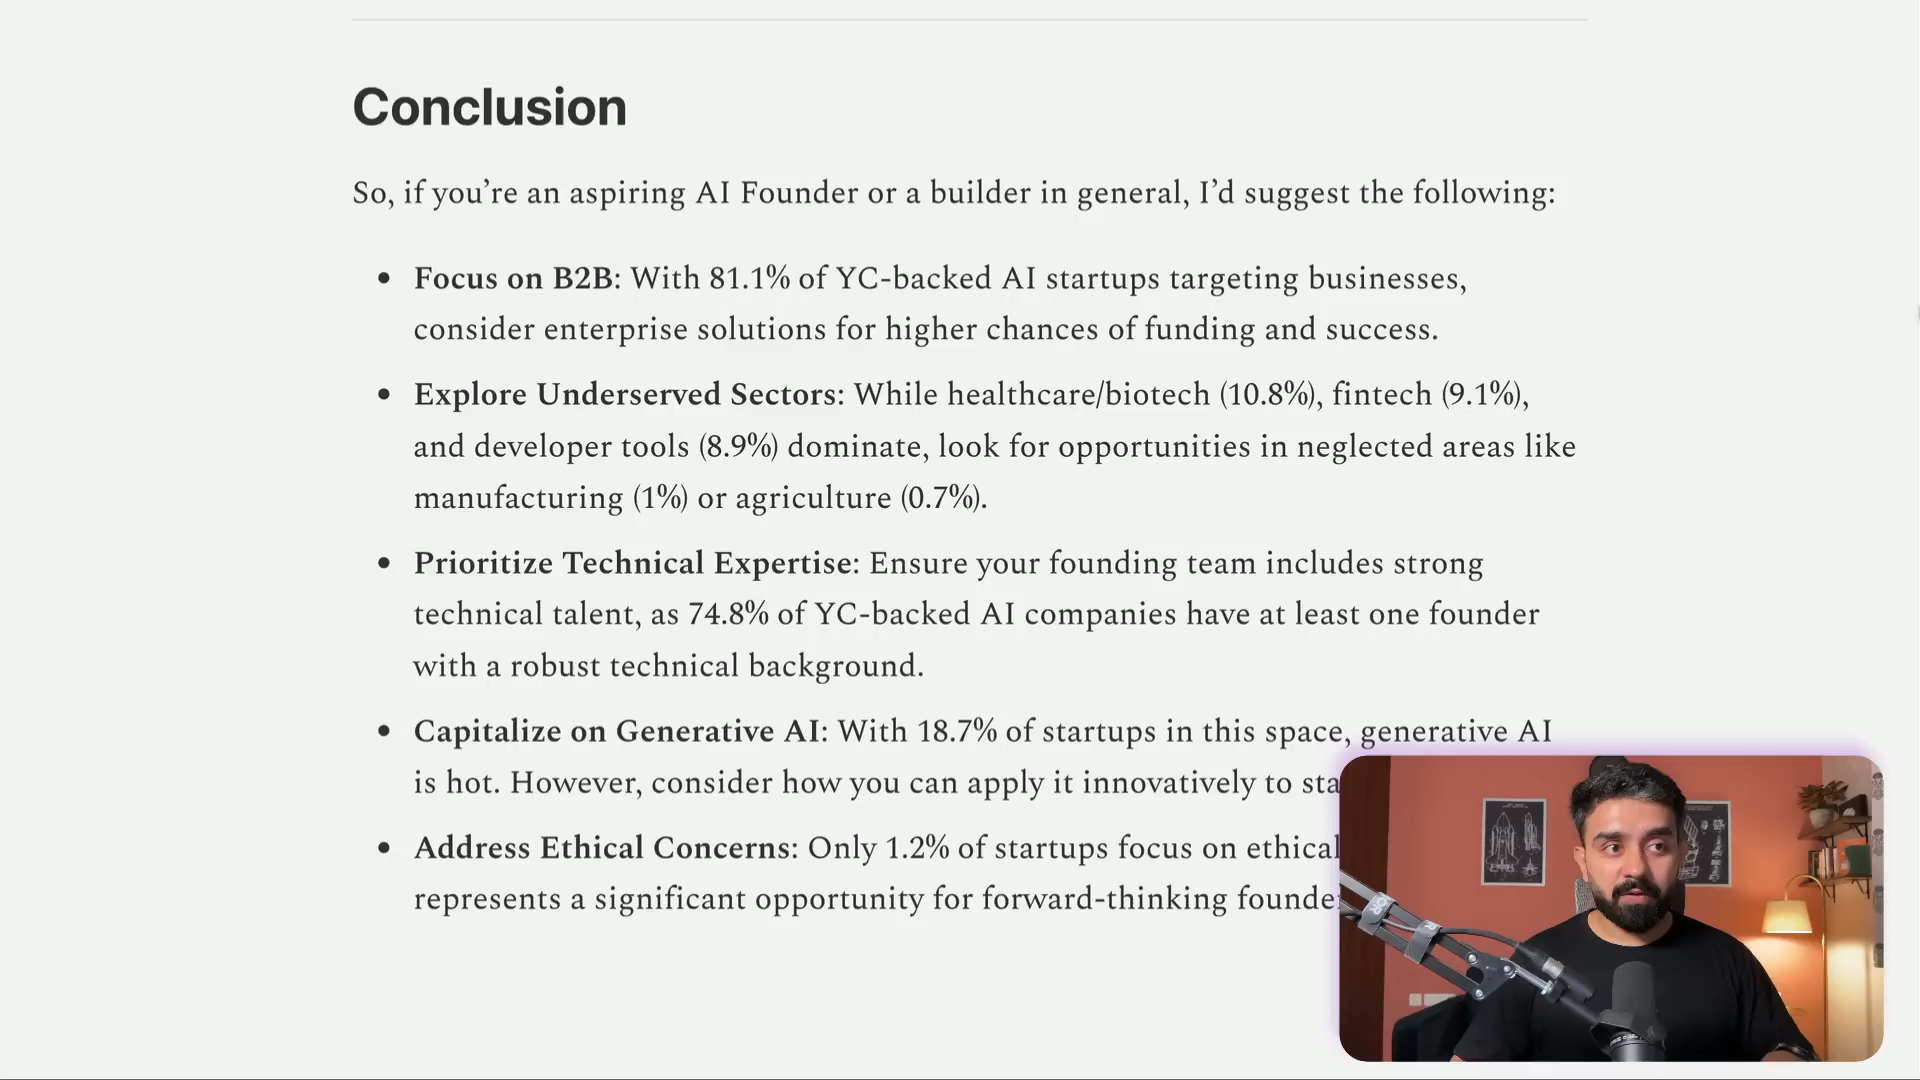 Conclusion
So, if you’re an aspiring AI Founder or a builder in general, I’d suggest the following:
• Focus on B2B: With 81.1% of YC-backed AI startups targeting businesses,
consider enterprise solutions for higher chances of funding and success.
• Explore Underserved Sectors: While healthcare/biotech (10.8%), fintech (9.1%),
and developer tools (8.9%) dominate, look for opportunities in neglected areas like
manufacturing (1%) or agriculture (0.7%).
• Prioritize Technical Expertise: Ensure your founding team includes strong
technical talent, as 74.8% of YC-backed AI companies have at least one founder
with a robust technical background.
• Capitalize on Generative AI: With 18.7% of startups in this space, generative AI
is hot. However, consider how you can apply it innovatively to
• Address Ethical Concerns: Only 1.2% of startups focus on ethical
represents a significant opportunity for forward-thinking